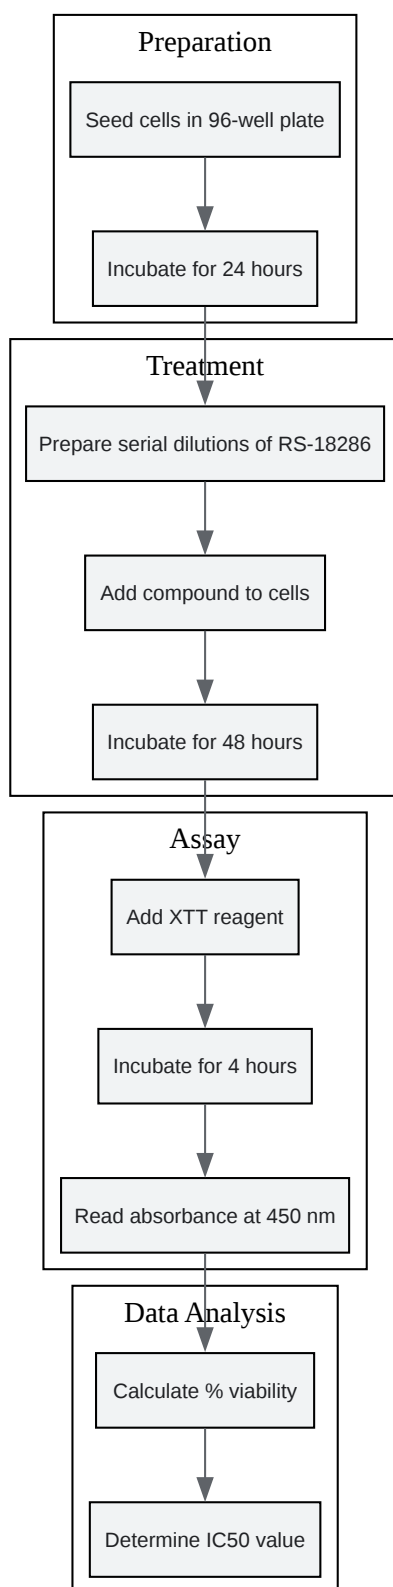 Preparation
Seed cells in 96-well plate
Incubate for 24 hours
Treatment
Prepare serial dilutions of RS-18286
Add compound to cells
Incubate for 48 hours
Assay
Add XTT reagent
Incubate for 4 hours
Read absorbance at 450 nm
Data Analysis
Calculate % viability
Determine IC50 value